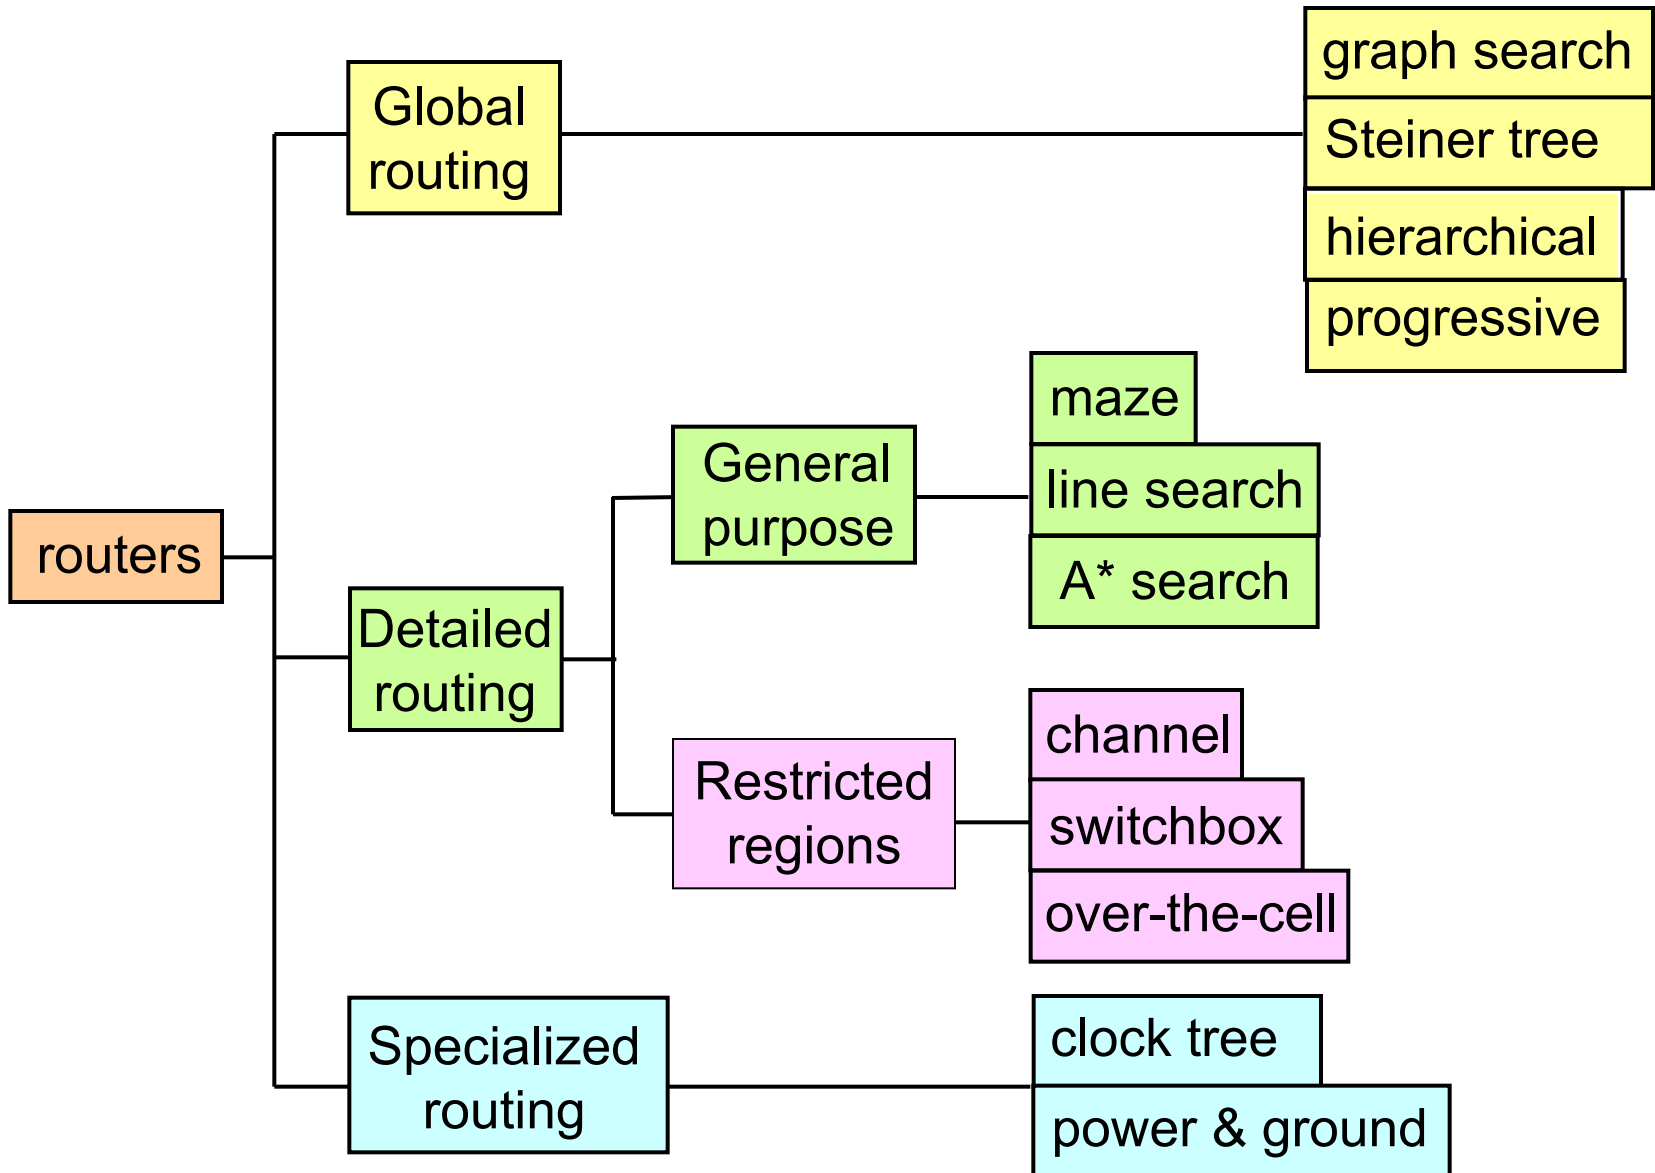 routers
Global
routing
graph search
Steiner tree
hierarchical
progressive
Detailed
routing
General
purpose
maze
line search
A* search
Restricted
regions
channel
switchbox
over-the-cell
Specialized
routing
clock tree
power & ground